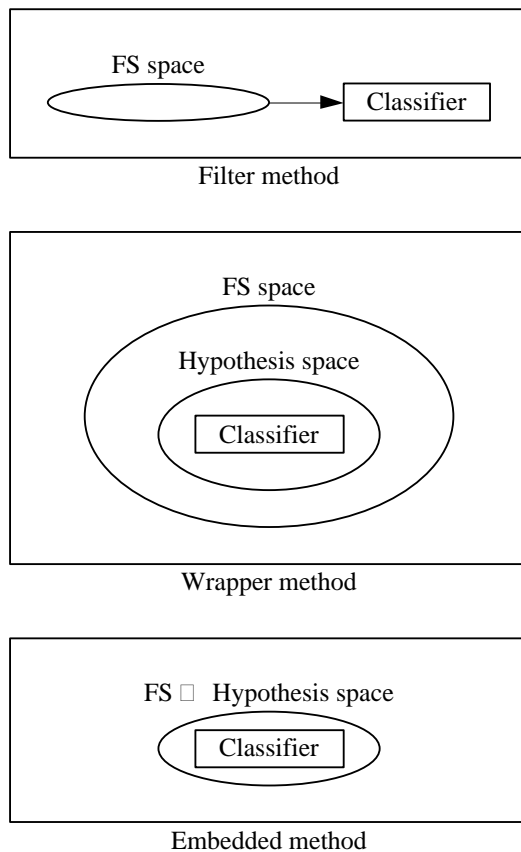 FS space
Classifier
Filter method
FS space
Hypothesis space
Classifier
Wrapper method
FS □ Hypothesis space
Classifier
Embedded method